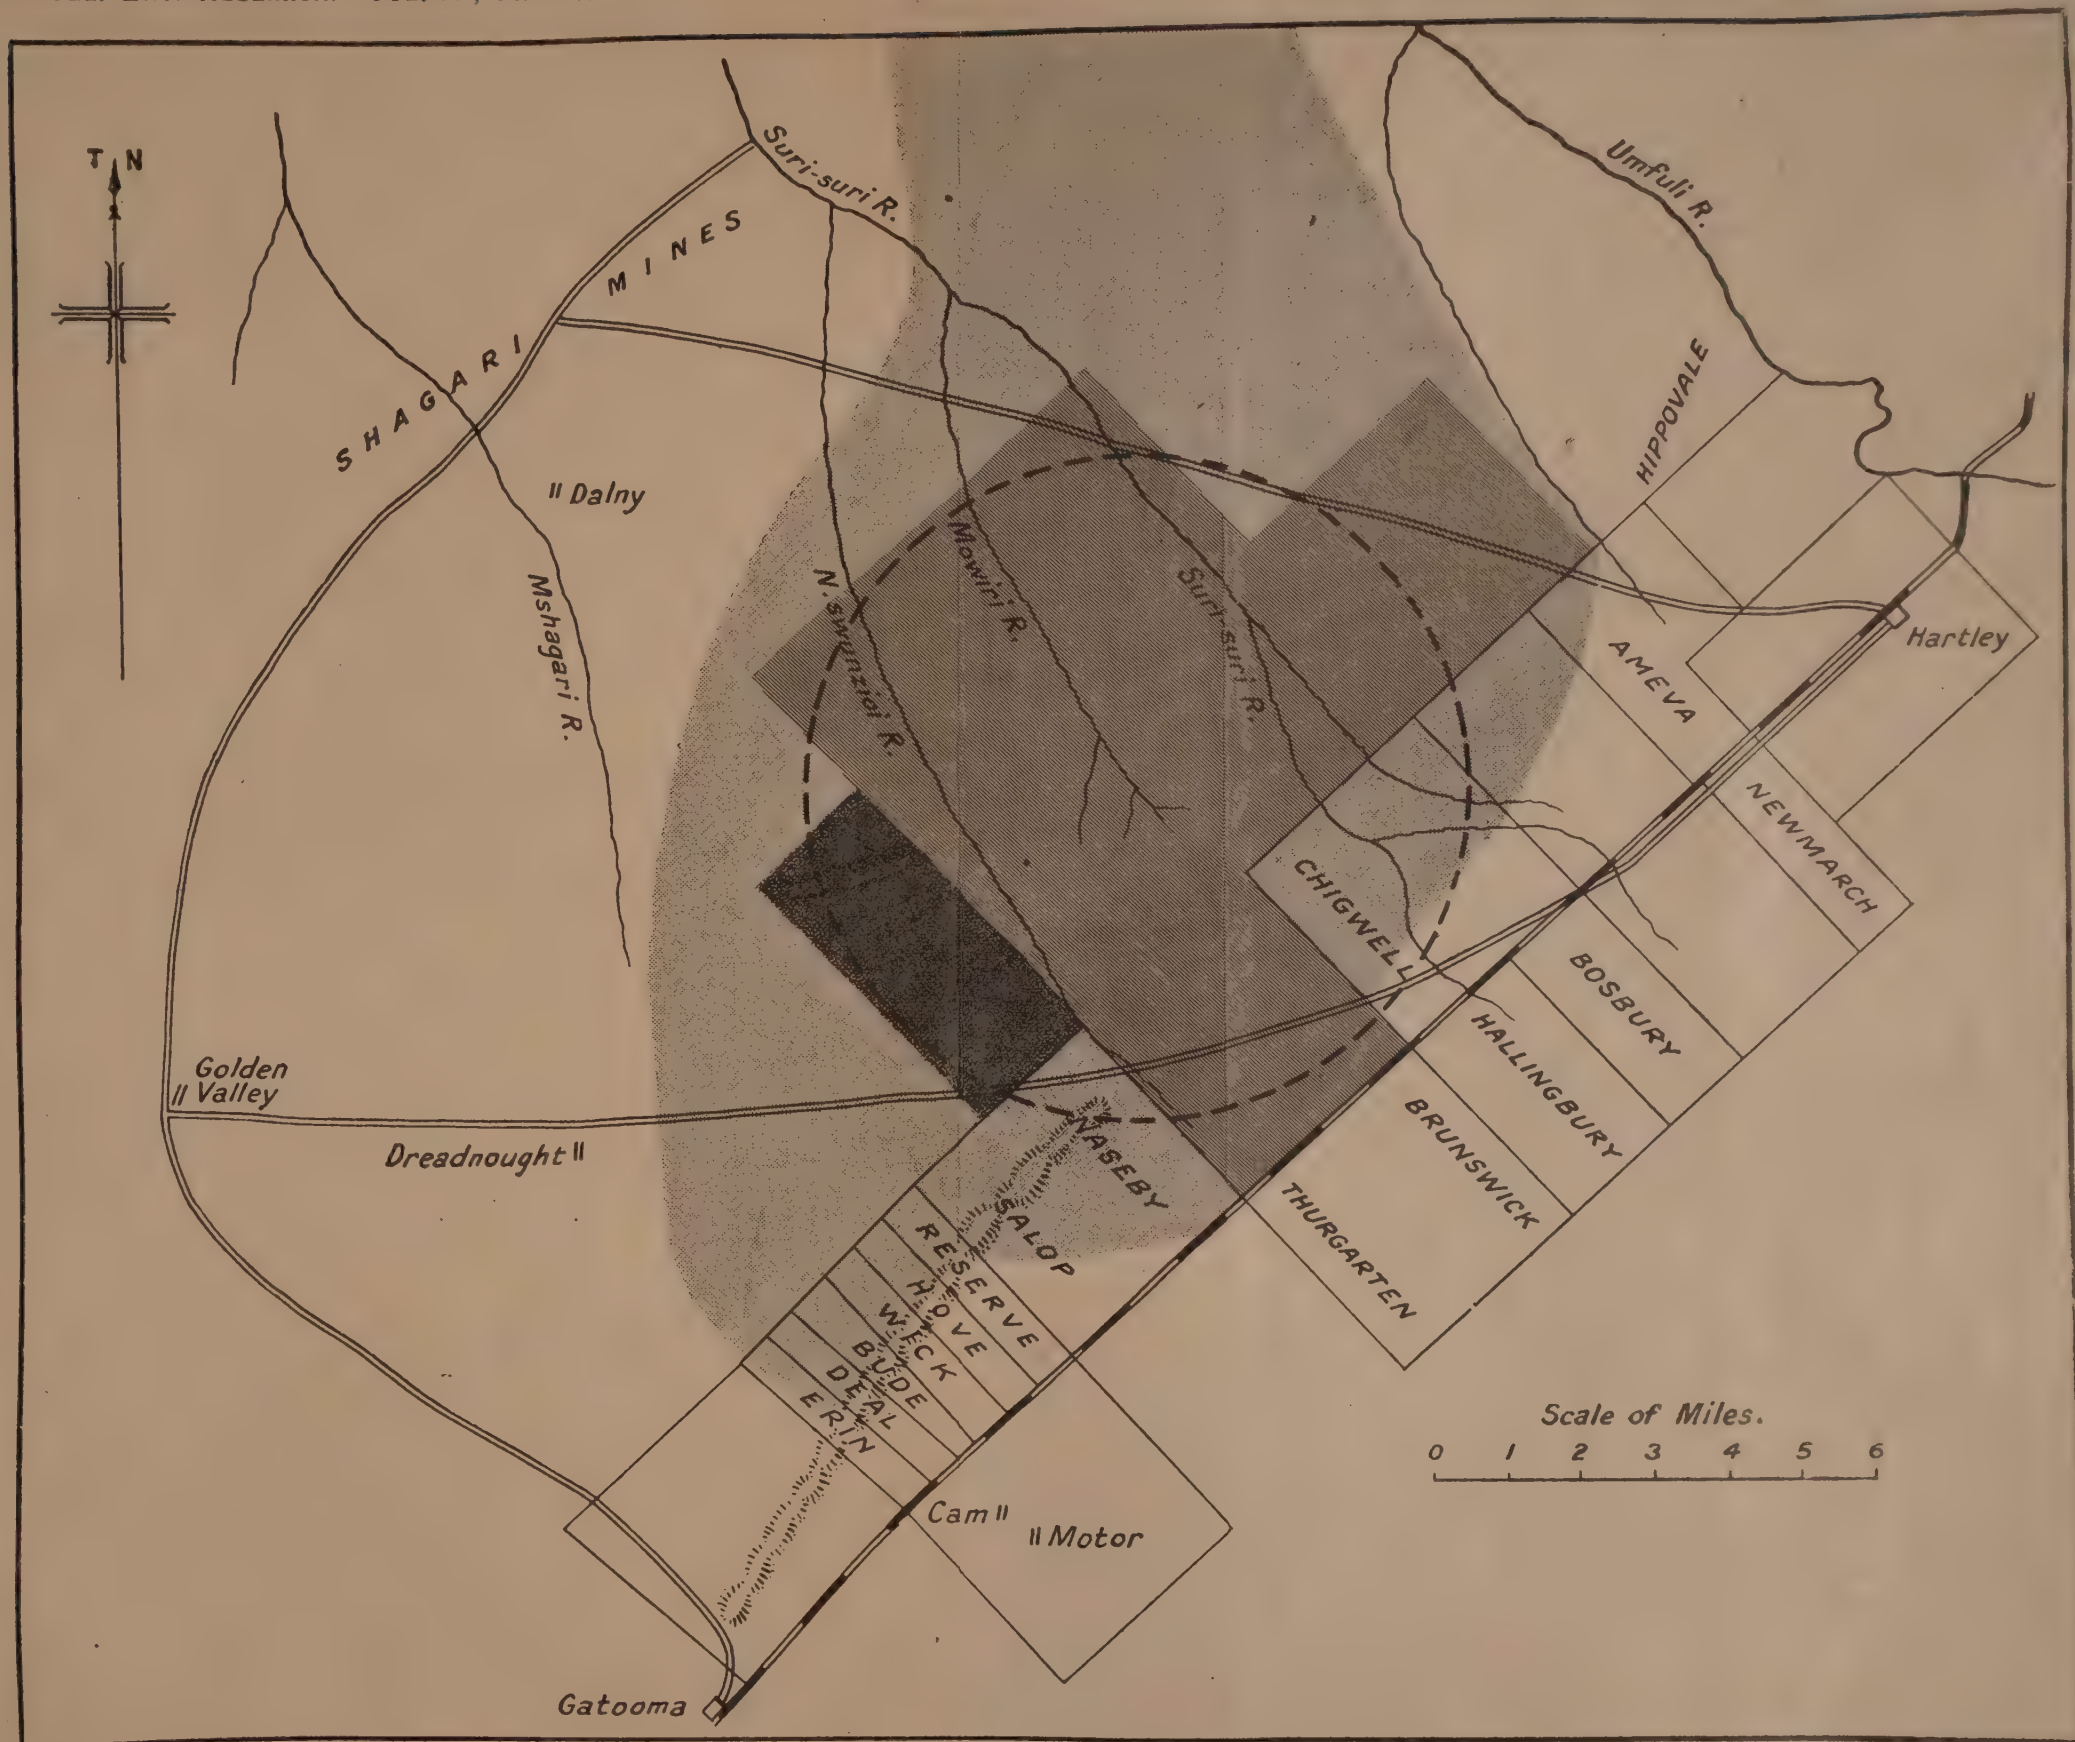 T N
Suri-suri R.
Umfuli R.
SHAGARI MINES
HIPPOVALE
Dalny
Mowiri R.
N.swunzioi R.
Suri-suri R.
Mshagari R.
AMEVA
Hartley
NEWMARCH
CHIGWELL
BOSBURY
HALLINGBURY
BRUNSWICK
THURGARTEN
Golden
Valley
Dreadnought
NASEBY
SALOP
RESERVE
HOVE
WICK
BUDE
DEAL
ERIN
Scale of Miles.
0 1 2 3 4 5 6
Cam
Motor
Gatooma